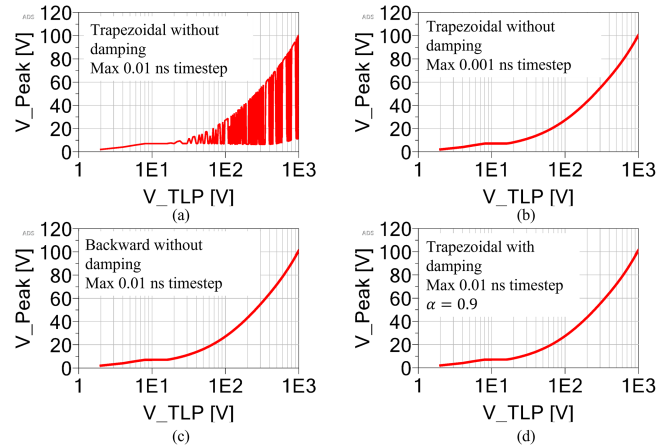 ADS
Trapezoidal without
damping
Max 0.01 ns timestep
V_Peak [V]
120
100
80
60
40
20
0
1 1E1 1E2 1E3
V_TLP [V]
(a)
ADS
Trapezoidal without
damping
Max 0.001 ns timestep
V_Peak [V]
120
100
80
60
40
20
0
1 1E1 1E2 1E3
V_TLP [V]
(b)
ADS
Backward without
damping
Max 0.01 ns timestep
V_Peak [V]
120
100
80
60
40
20
0
1 1E1 1E2 1E3
V_TLP [V]
(c)
ADS
Trapezoidal with
damping
Max 0.01 ns timestep
α = 0.9
V_Peak [V]
120
100
80
60
40
20
0
1 1E1 1E2 1E3
V_TLP [V]
(d)